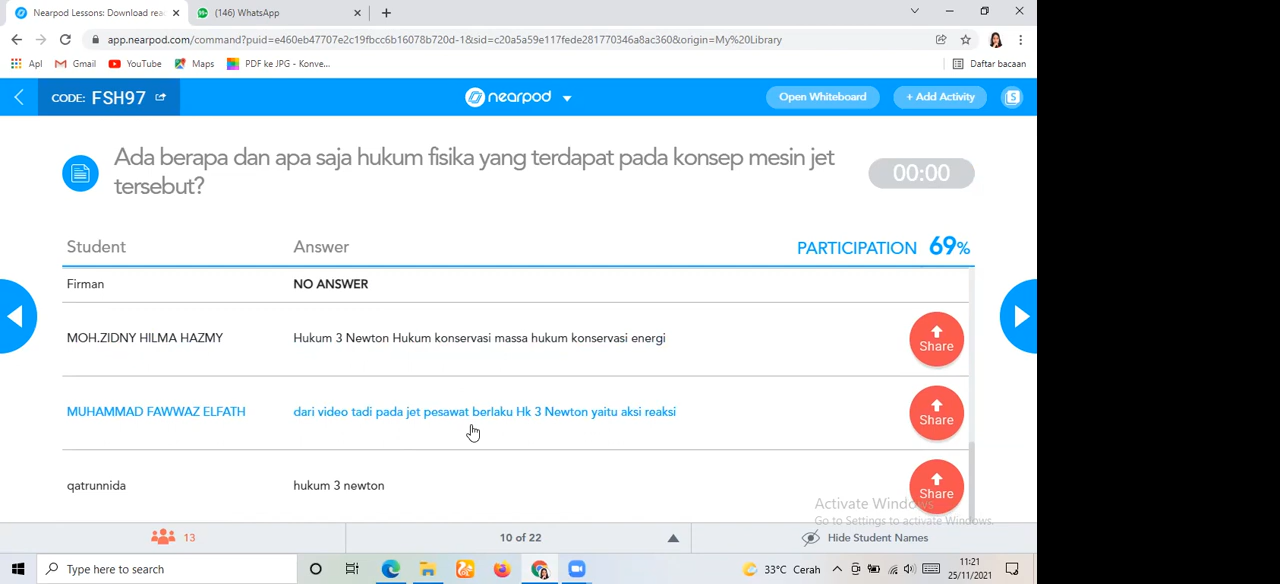 Nearpod Lessons: Download rea
(146) WhatsApp
app.nearpod.com/command?puid=e460eb47707e2c19fbcc6b16078b720d-1&sid=c20a5a59e117fede281770346a8ac360&origin=My%20Library
Apl
Gmail
YouTube
Maps
PDF ke JPG - Konve...
Daftar bacaan
CODE: FSH97
nearpod
Open Whiteboard
+ Add Activity
S
Ada berapa dan apa saja hukum fisika yang terdapat pada konsep mesin jet
tersebut?
00:00
Student
Answer
PARTICIPATION 69%
Firman
NO ANSWER
MOH.ZIDNY HILMA HAZMY
Hukum 3 Newton Hukum konservasi massa hukum konservasi energi
Share
MUHAMMAD FAWWAZ ELFATH
dari video tadi pada jet pesawat berlaku Hk 3 Newton yaitu aksi reaksi
Share
qatrunnida
hukum 3 newton
Share
Activate Windows
Go to Settings to activate Windows.
13
10 of 22
Hide Student Names
Type here to search
33°C Cerah
11:21
25/11/2021